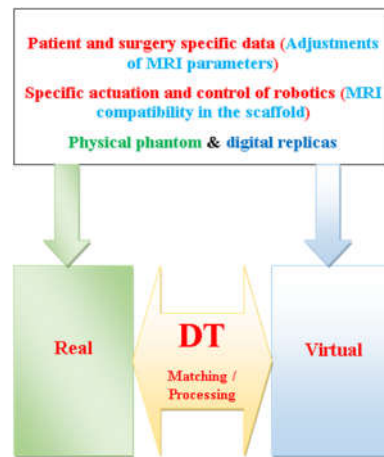 Patient and surgery specific data (Adjustments
of MRI parameters)
Specific actuation and control of robotics (MRI
compatibility in the scaffold)
Physical phantom & digital replicas
Real
DT
Matching /
Processing
Virtual